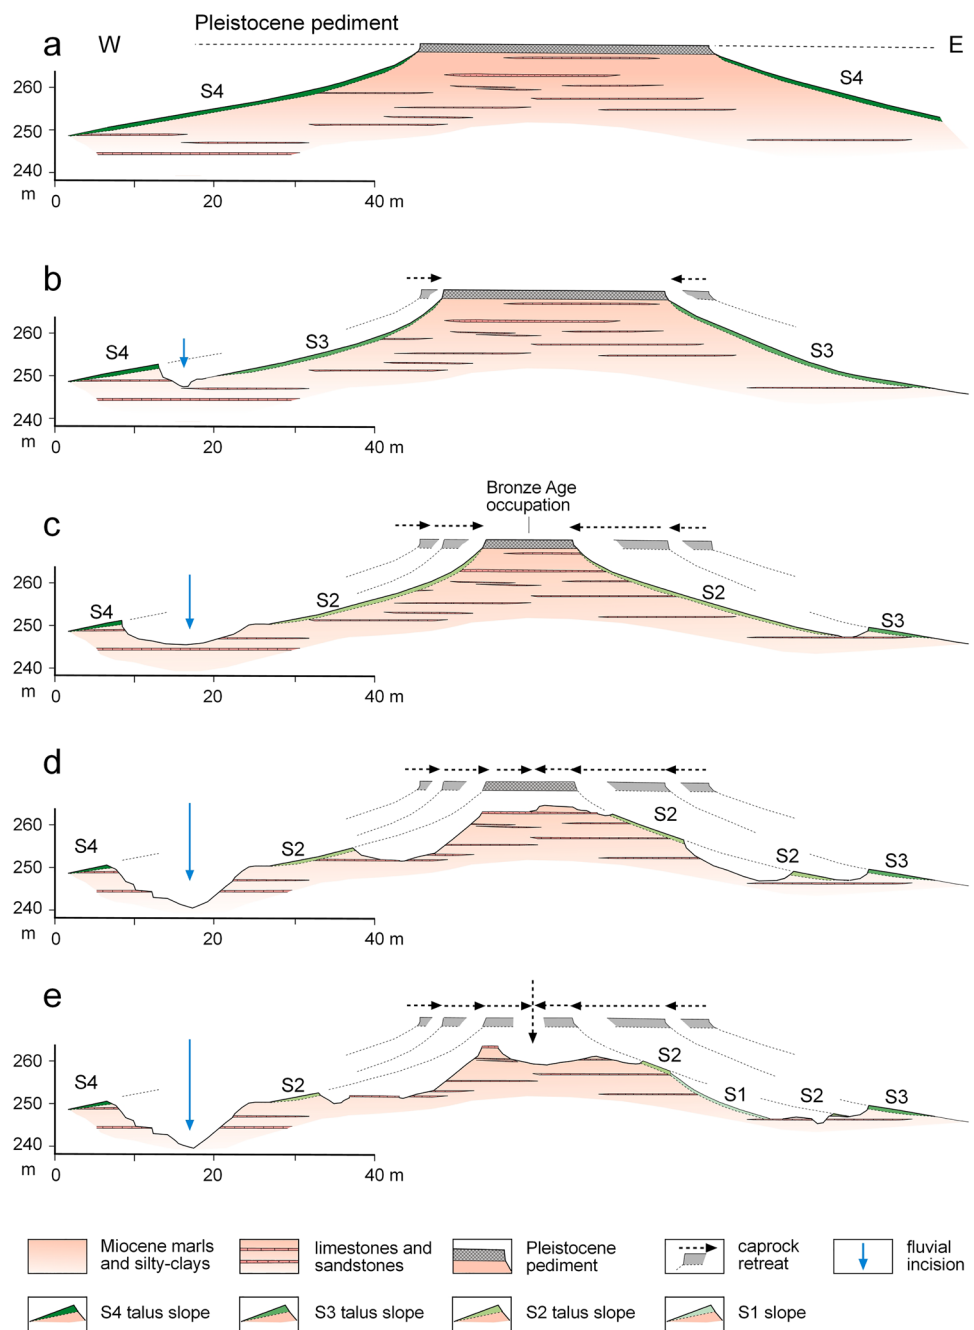 Pleistocene pediment
a W E
S4 S4
260
250
240
m
0 20 40 m
b
S4 S3 S3
260
250
240
m
0 20 40 m
Bronze Age
occupation
c
S4 S2 S2 S3
260
250
240
m
0 20 40 m
d
S4 S2 S2 S2 S3
260
250
240
m
0 20 40 m
e
S4 S2 S2 S1 S2 S3
260
250
240
m
0 20 40 m
Miocene marls
and silty-clays
limestones and
sandstones
Pleistocene
pediment
caprock
retreat
fluvial
incision
S4 talus slope
S3 talus slope
S2 talus slope
S1 slope